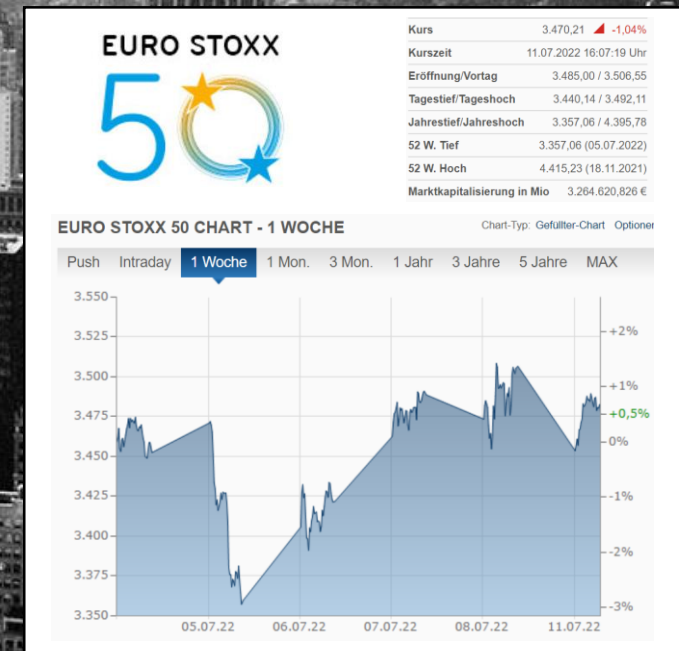 EURO STOXX
50
Kurs 3.470,21 -1,04%
Kurszeit 11.07.2022 16:07:19 Uhr
Eröffnung/Vortag 3.485,00 / 3.506,55
Tagestief/Tageshoch 3.440,14 / 3.492,11
Jahrestief/Jahreshoch 3.357,06 / 4.395,78
52 W. Tief 3.357,06 (05.07.2022)
52 W. Hoch 4.415,23 (18.11.2021)
Marktkapitalisierung in Mio 3.264.620,826 €
EURO STOXX 50 CHART - 1 WOCHE
Chart-Typ: Gefüllter-Chart Optionen
Push Intraday 1 Woche 1 Mon. 3 Mon. 1 Jahr 3 Jahre 5 Jahre MAX
3.550
3.525
3.500
3.475
3.450
3.425
3.400
3.375
3.350
+2%
+1%
+0,5%
0%
-1%
-2%
-3%
05.07.22 06.07.22 07.07.22 08.07.22 11.07.22